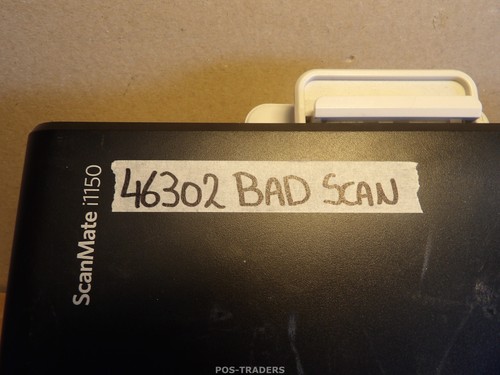 46302 BAD SCAN
ScanMate i1150
POS-TRADERS